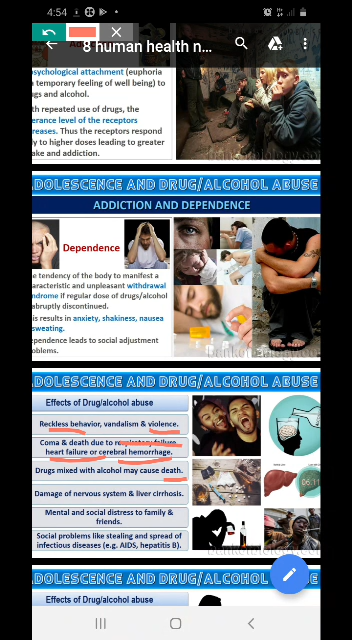 4:54
8 human health n...
psychological attachment (euphoria
a temporary feeling of well being) to
ugs and alcohol.
th repeated use of drugs, the
erance level of the receptors
reases. Thus the receptors respond
ly to higher doses leading to greater
ake and addiction.
DOLESCENCE AND DRUG/ALCOHOL ABUSE
ADDICTION AND DEPENDENCE
Dependence
e tendency of the body to manifest a
aracteristic and unpleasant withdrawal
ndrome if regular dose of drugs/alcohol
abruptly discontinued.
is results in anxiety, shakiness, nausea
sweating.
ependence leads to social adjustment
oblems.
DOLESCENCE AND DRUG/ALCOHOL ABUSE
Effects of Drug/alcohol abuse
Reckless behavior, vandalism & violence.
Coma & death due to respiratory failure,
heart failure or cerebral hemorrhage.
Drugs mixed with alcohol may cause death.
Damage of nervous system & liver cirrhosis.
Mental and social distress to family &
friends.
Social problems like stealing and spread of
infectious diseases (e.g. AIDS, hepatitis B).
DOLESCENCE AND DRUG/ALCOHOL ABUSE
Effects of Drug/alcohol abuse